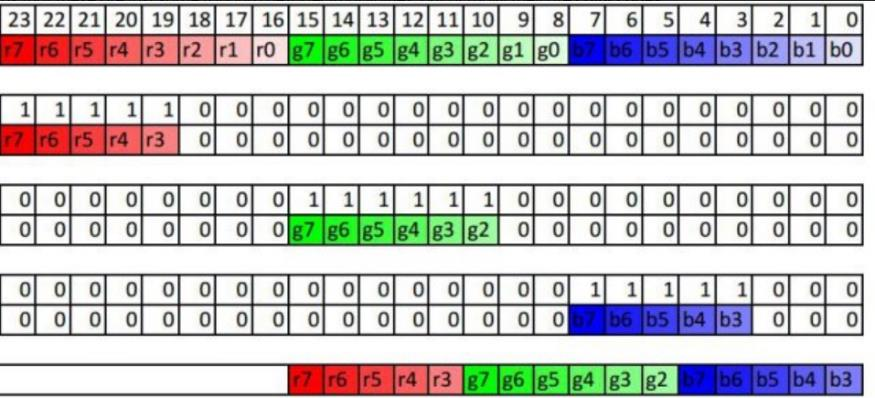 23 22 21 20 19 18 17 16 15 14 13 12 11 10 9 8 7 6 5 4 3 2 1 0
r7 r6 r5 r4 r3 r2 r1 r0 g7 g6 g5 g4 g3 g2 g1 g0 b7 b6 b5 b4 b3 b2 b1 b0
1 1 1 1 1 0 0 0 0 0 0 0 0 0 0 0 0 0 0 0 0 0 0 0
r7 r6 r5 r4 r3 0 0 0 0 0 0 0 0 0 0 0 0 0 0 0 0 0 0 0
0 0 0 0 0 0 0 0 1 1 1 1 1 1 0 0 0 0 0 0 0 0 0 0
0 0 0 0 0 0 0 0 g7 g6 g5 g4 g3 g2 0 0 0 0 0 0 0 0 0 0
0 0 0 0 0 0 0 0 0 0 0 0 0 0 0 0 1 1 1 1 1 0 0 0
0 0 0 0 0 0 0 0 0 0 0 0 0 0 0 0 b7 b6 b5 b4 b3 0 0 0
r7 r6 r5 r4 r3 g7 g6 g5 g4 g3 g2 b7 b6 b5 b4 b3